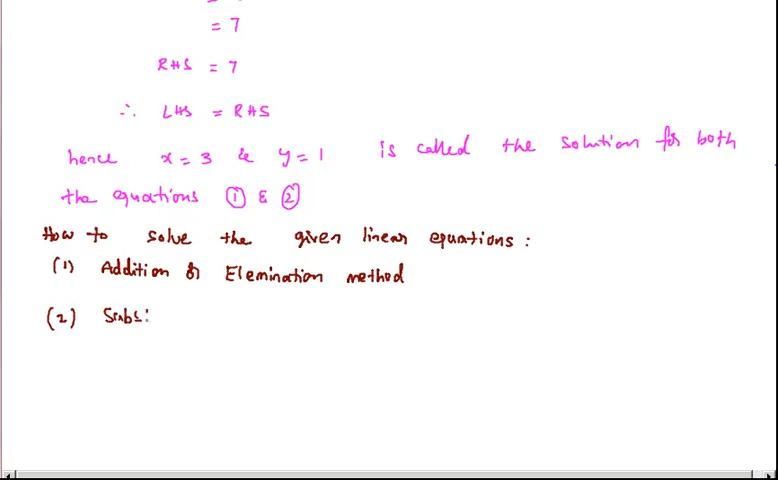 = 7
RHS = 7
∴ LHS = RHS
hence x = 3 & y = 1 is called the solution for both
the equations ① & ②
How to solve the given linear equations :
(1) Addition or Elemination method
(2) Subs